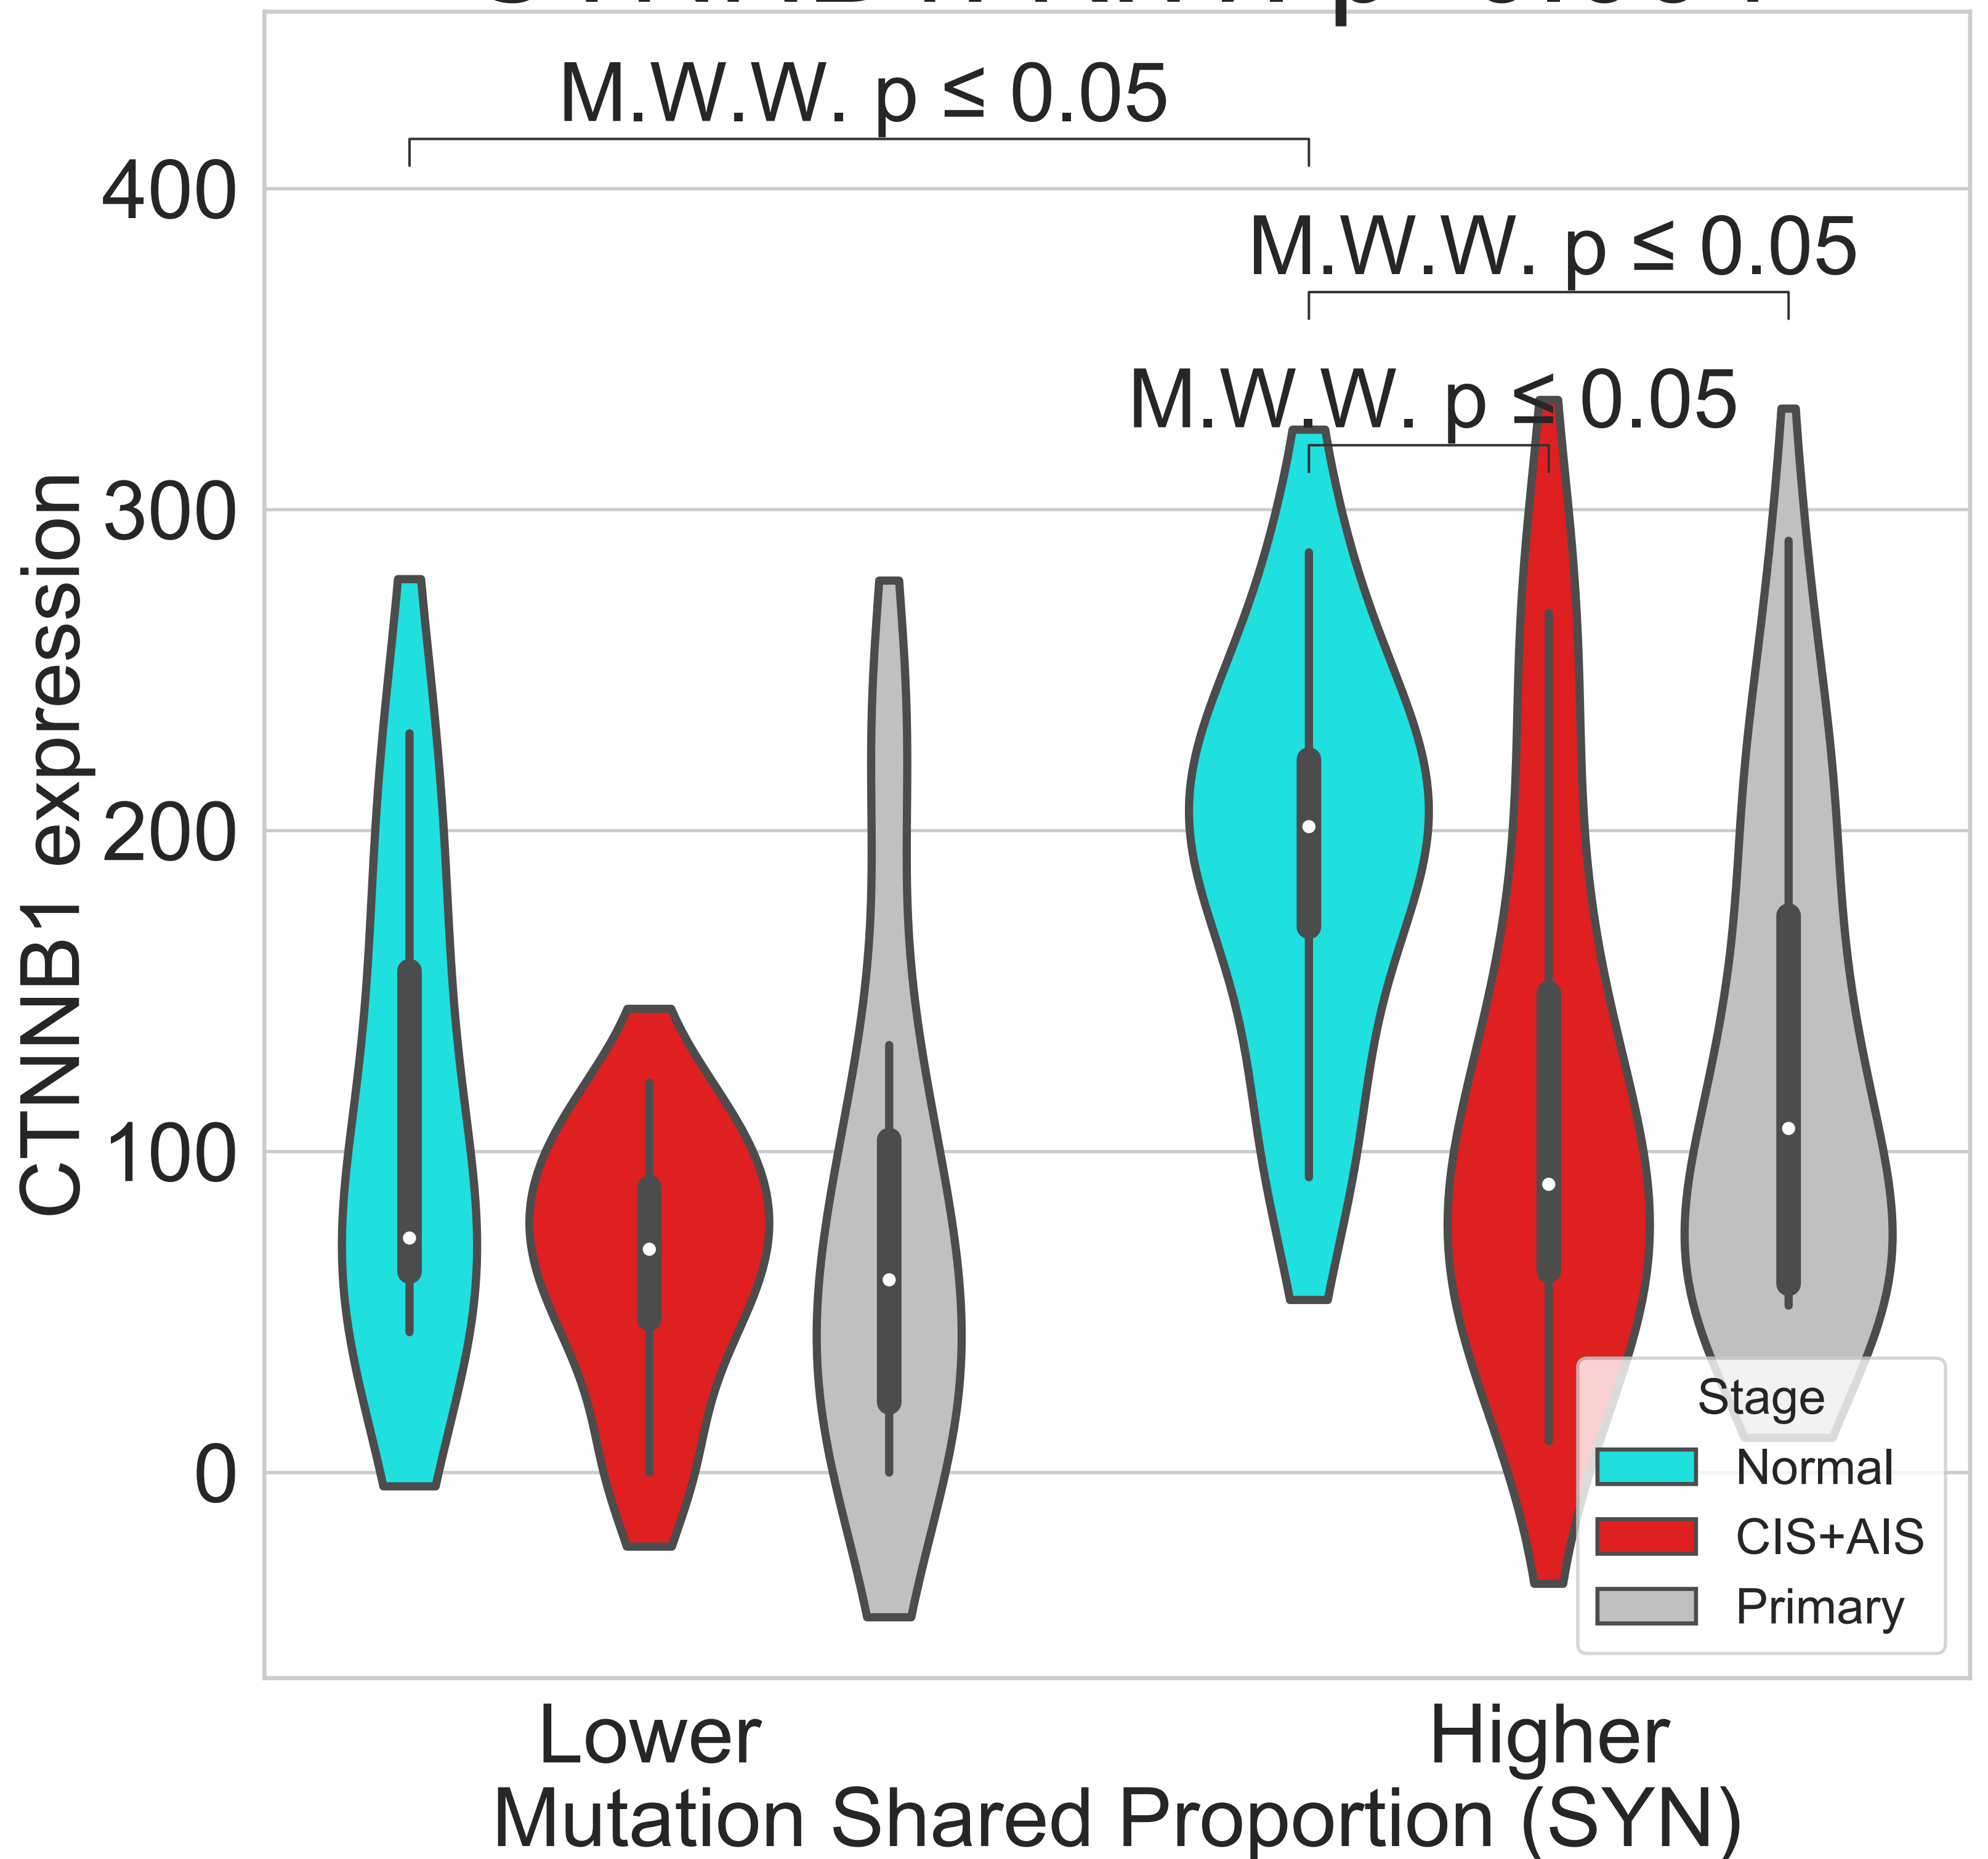 M.W.W. p ≤ 0.05
M.W.W. p ≤ 0.05
M.W.W. p ≤ 0.05
400
300
200
100
0
CTNNB1 expression
Stage
Normal
CIS+AIS
Primary
Lower
Higher
Mutation Shared Proportion (SYN)